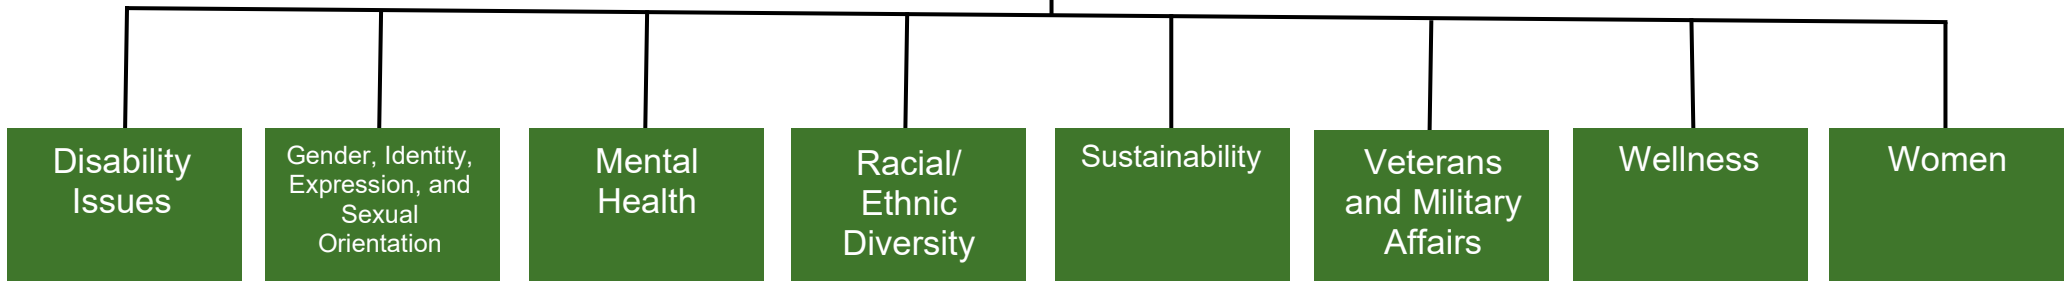 Disability
Issues
Gender, Identity,
Expression, and
Sexual
Orientation
Mental
Health
Racial/
Ethnic
Diversity
Sustainability
Veterans
and Military
Affairs
Wellness
Women